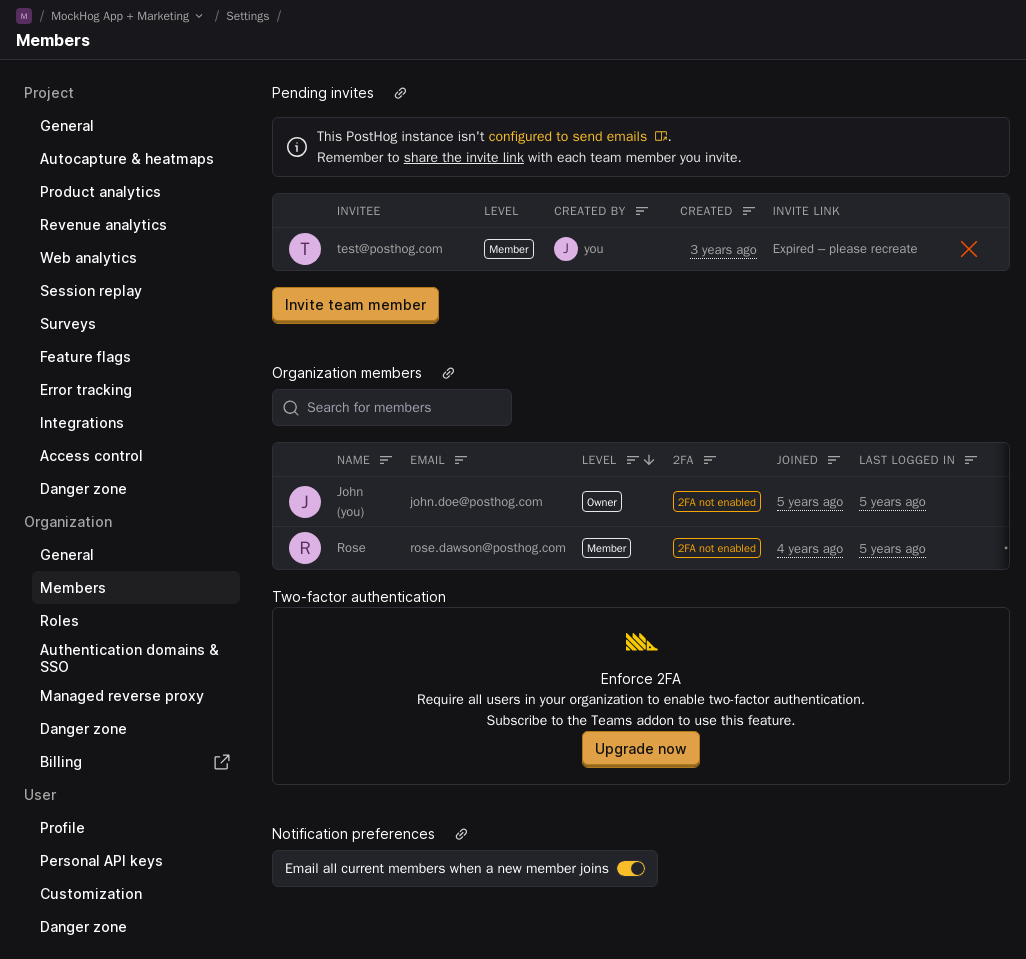 M / MockHog App + Marketing / Settings /
Members
Project
General
Autocapture & heatmaps
Product analytics
Revenue analytics
Web analytics
Session replay
Surveys
Feature flags
Error tracking
Integrations
Access control
Danger zone
Organization
General
Members
Roles
Authentication domains &
SSO
Managed reverse proxy
Danger zone
Billing
User
Profile
Personal API keys
Customization
Danger zone
Pending invites
This PostHog instance isn't configured to send emails.
Remember to share the invite link with each team member you invite.
INVITEE LEVEL CREATED BY CREATED INVITE LINK
T test@posthog.com Member J you 3 years ago Expired – please recreate
Invite team member
Organization members
Search for members
NAME EMAIL LEVEL 2FA JOINED LAST LOGGED IN
J John
(you) john.doe@posthog.com Owner 2FA not enabled 5 years ago 5 years ago
R Rose rose.dawson@posthog.com Member 2FA not enabled 4 years ago 5 years ago
Two-factor authentication
Enforce 2FA
Require all users in your organization to enable two-factor authentication.
Subscribe to the Teams addon to use this feature.
Upgrade now
Notification preferences
Email all current members when a new member joins